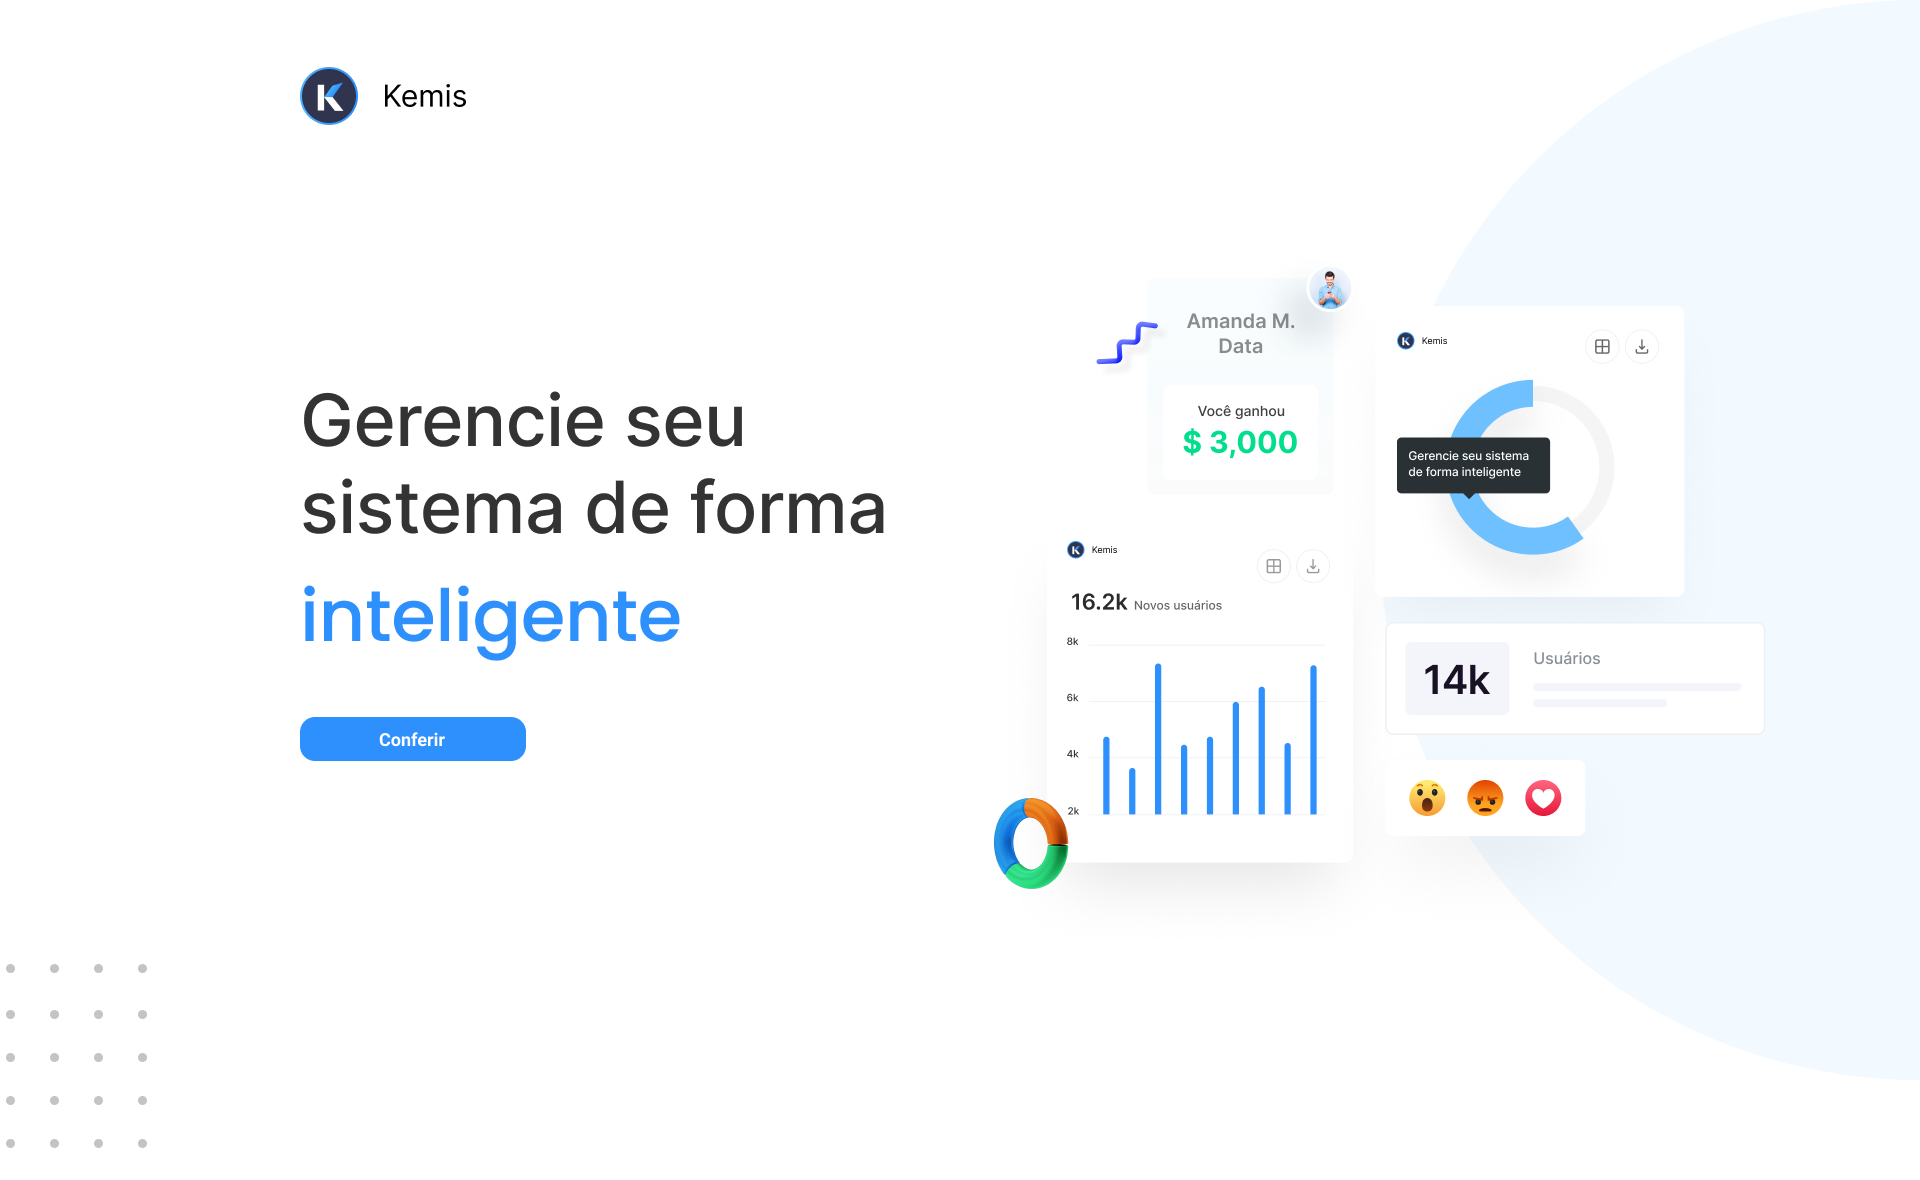 Kemis
Gerencie seu
sistema de forma
inteligente
Conferir
Amanda M.
Data
Você ganhou
$ 3,000
Kemis
Gerencie seu sistema
de forma inteligente
Kemis
16.2k Novos usuários
8k
6k
4k
2k
14k
Usuários